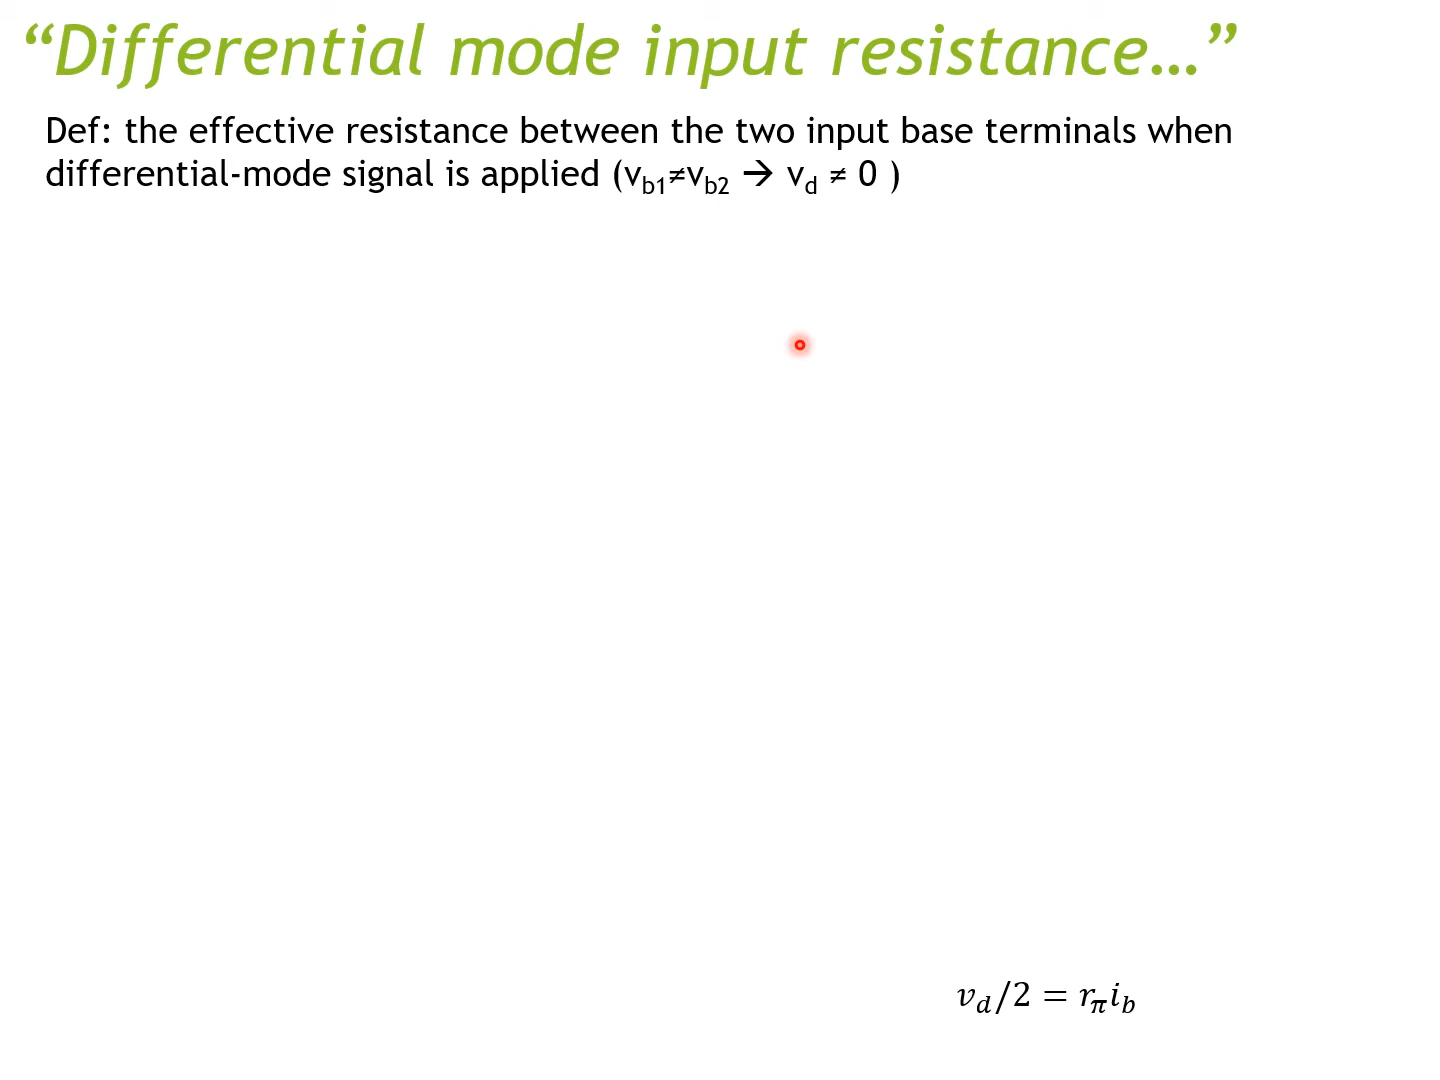 “Differential mode input resistance…”
Def: the effective resistance between the two input base terminals when
differential-mode signal is applied (v_b1≠v_b2 → v_d ≠ 0 )
v_d/2 = r_π i_b